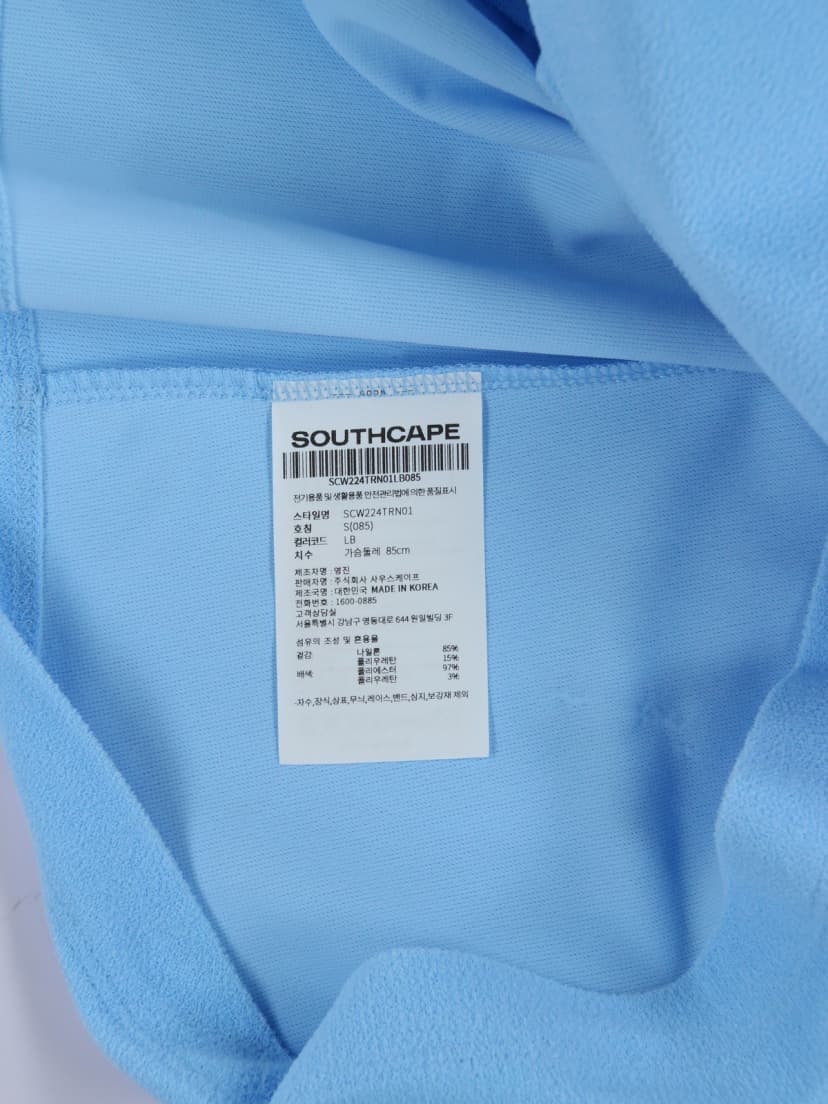 SOUTHCAPE
SCW224TRN01LB085
전기용품 및 생활용품 안전관리법에 의한 품질표시
스타일명 SCW224TRN01
호칭 S(085)
컬러코드 LB
치수 가슴둘레 85cm
제조자명 : 영진
판매자명 : 주식회사 사우스케이프
제조국명 : 대한민국 MADE IN KOREA
전화번호 : 1600-0885
고객상담실
서울특별시 강남구 영동대로 644 원일빌딩 3F
섬유의 조성 및 혼용율
겉감: 나일론 85%
폴리우레탄 15%
배색: 폴리에스터 97%
폴리우레탄 3%
-자수,장식,상표,무늬,레이스,밴드,심지,보강재 제외